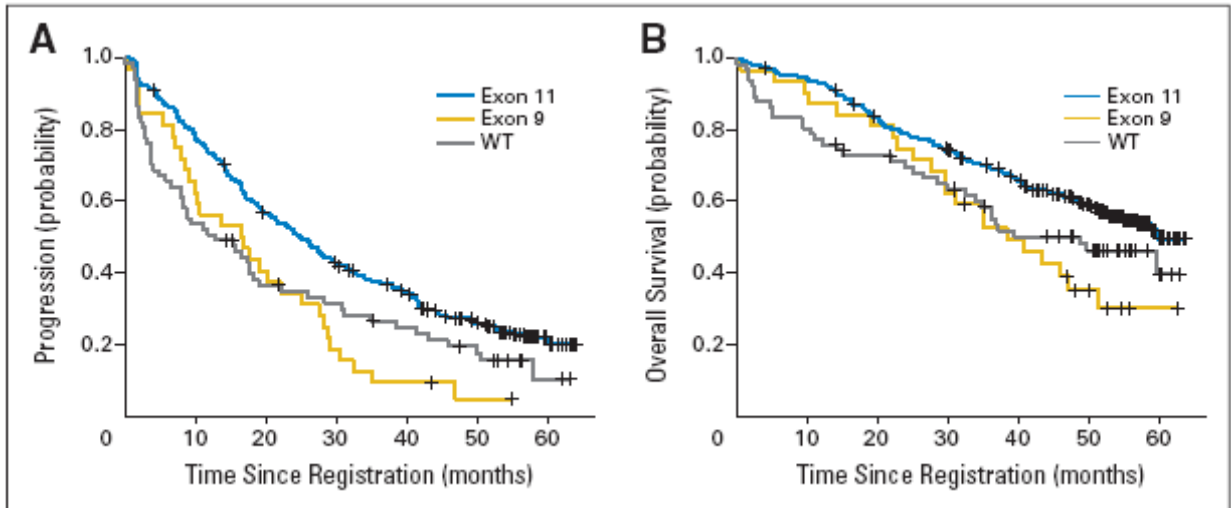 A
1.0
0.8
0.6
0.4
0.2
0
10
20
30
40
50
60
Progression (probability)
Time Since Registration (months)
Exon 11
Exon 9
WT
B
1.0
0.8
0.6
0.4
0.2
0
10
20
30
40
50
60
Overall Survival (probability)
Time Since Registration (months)
Exon 11
Exon 9
WT